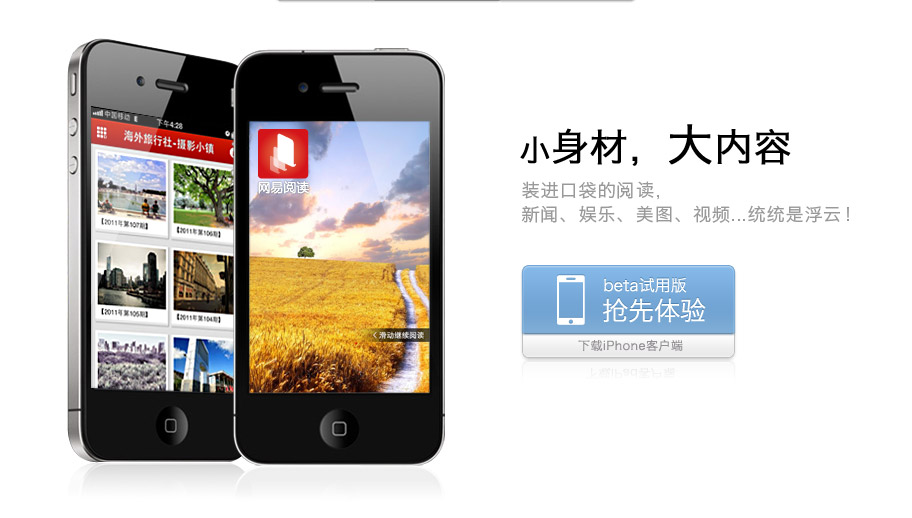 中国移动
下午4:28
海外旅行社-摄影小镇
【2011年第107期】
【2011年第106期】
【2011年第105期】
【2011年第104期】
网易阅读
く滑动继续阅读
小身材，大内容
装进口袋的阅读，
新闻、娱乐、美图、视频...统统是浮云！
beta试用版
抢先体验
下载iPhone客户端